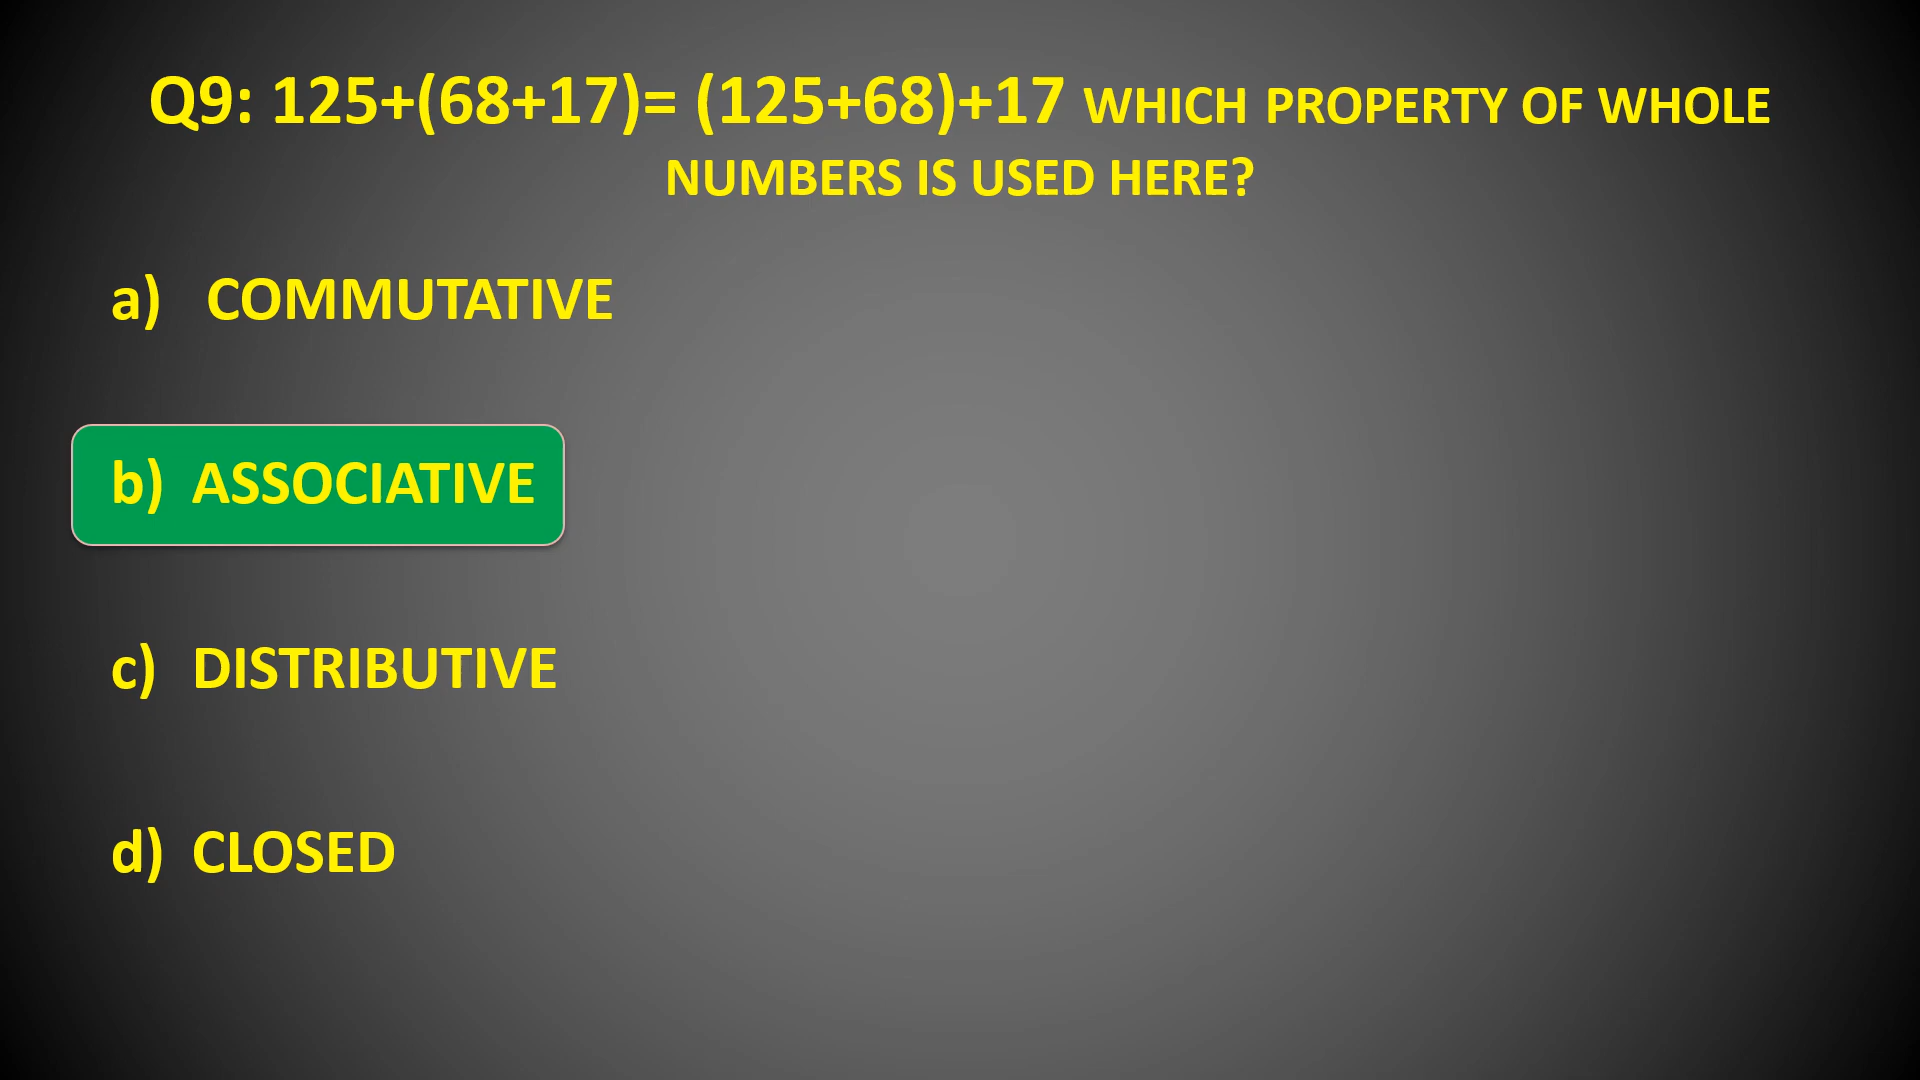 Q9: 125+(68+17)= (125+68)+17 WHICH PROPERTY OF WHOLE
NUMBERS IS USED HERE?
a) COMMUTATIVE
b) ASSOCIATIVE
c) DISTRIBUTIVE
d) CLOSED